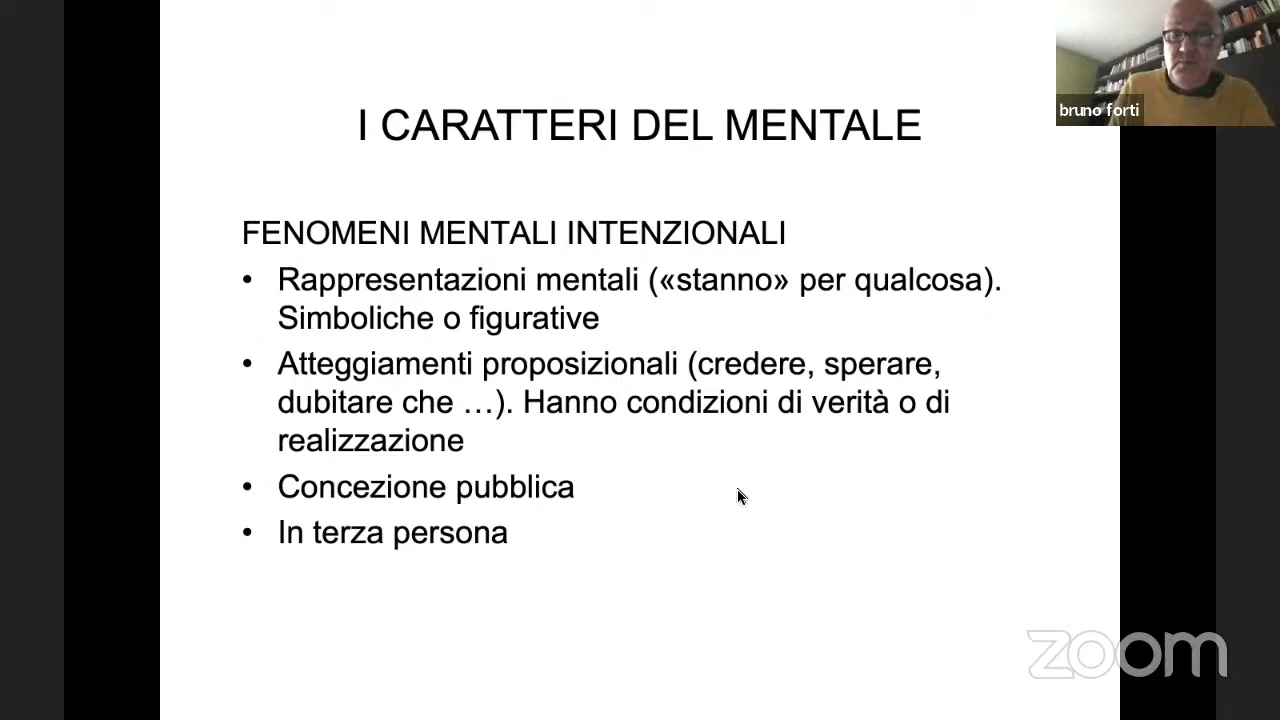 bruno forti
I CARATTERI DEL MENTALE
FENOMENI MENTALI INTENZIONALI
• Rappresentazioni mentali («stanno» per qualcosa).
Simboliche o figurative
• Atteggiamenti proposizionali (credere, sperare,
dubitare che …). Hanno condizioni di verità o di
realizzazione
• Concezione pubblica
• In terza persona
zoom